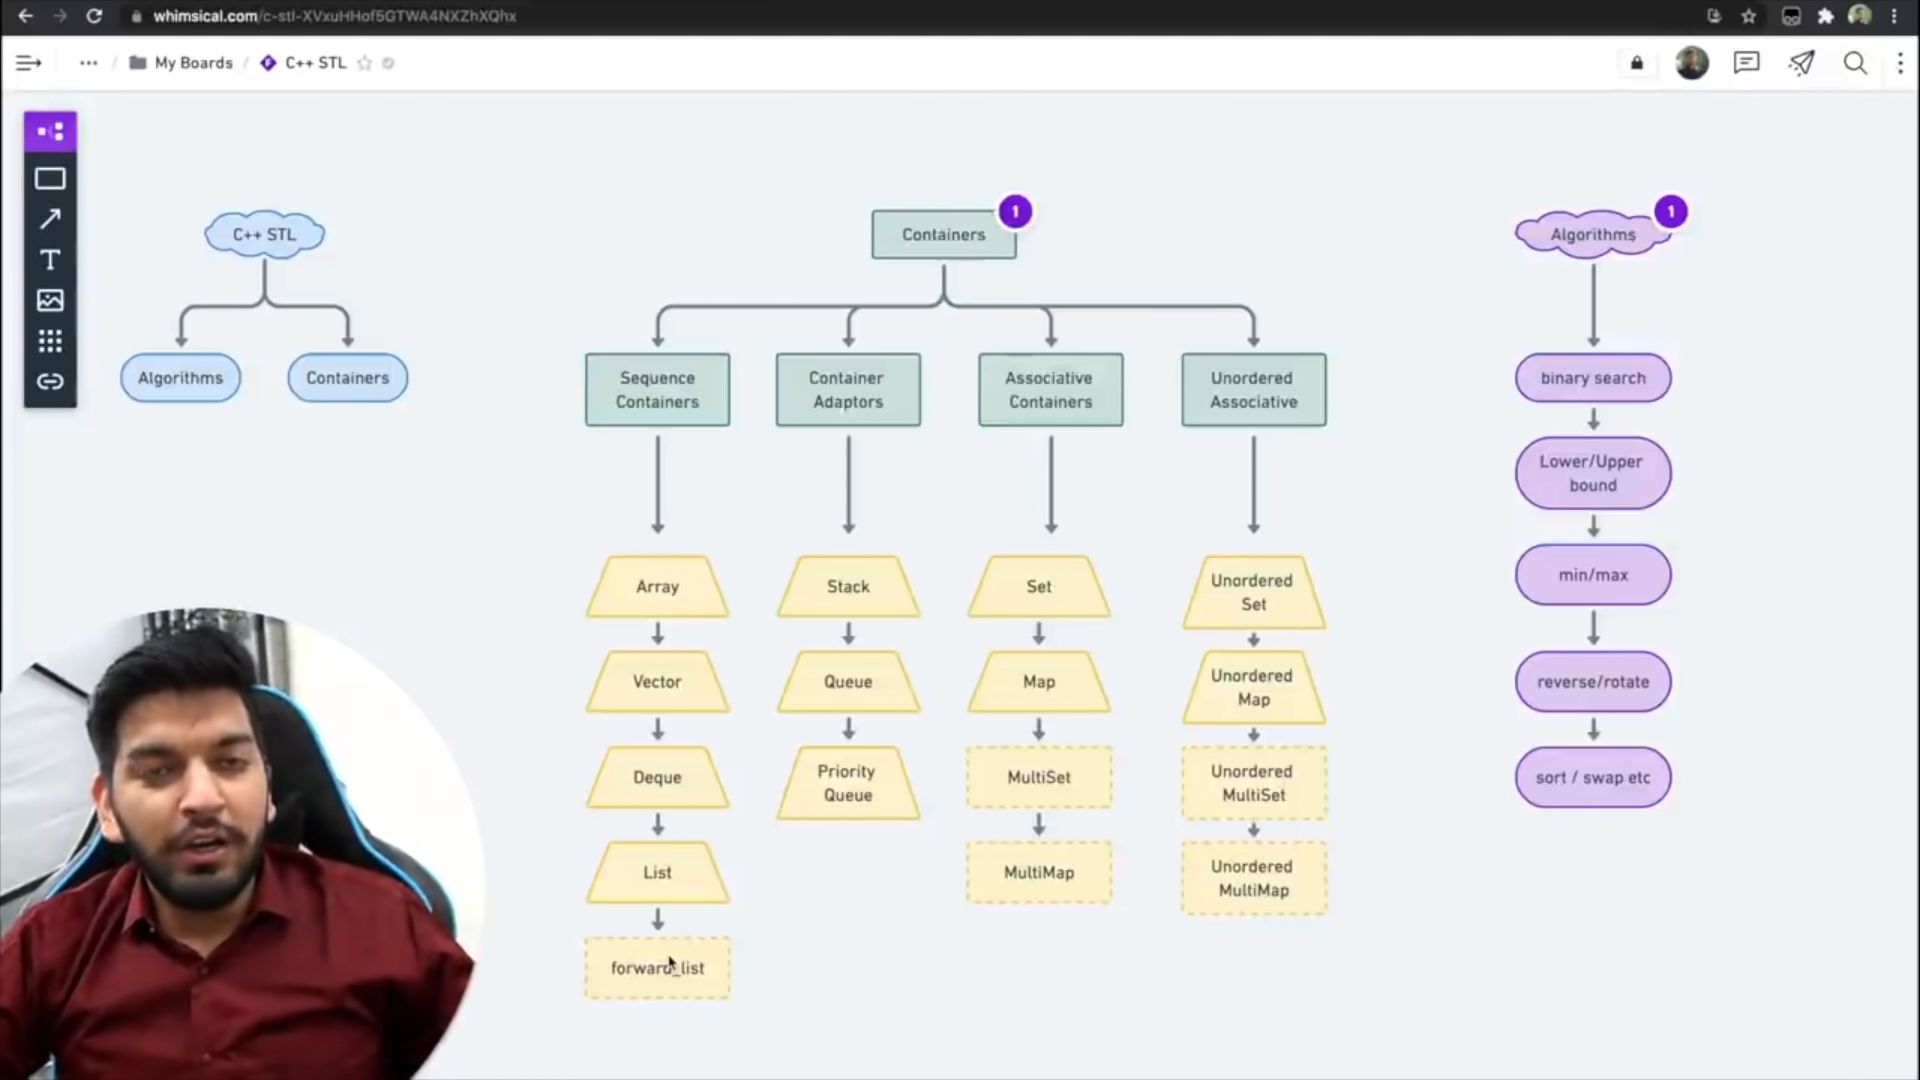 whimsical.com/c-stl-XVxuHHof5GTWA4NXZhXQhx
... / My Boards / C++ STL
T
C++ STL
Algorithms
Containers
Containers
1
Sequence
Containers
Container
Adaptors
Associative
Containers
Unordered
Associative
Array
Vector
Deque
List
forward_list
Stack
Queue
Priority
Queue
Set
Map
MultiSet
MultiMap
Unordered
Set
Unordered
Map
Unordered
MultiSet
Unordered
MultiMap
Algorithms
1
binary search
Lower/Upper
bound
min/max
reverse/rotate
sort / swap etc